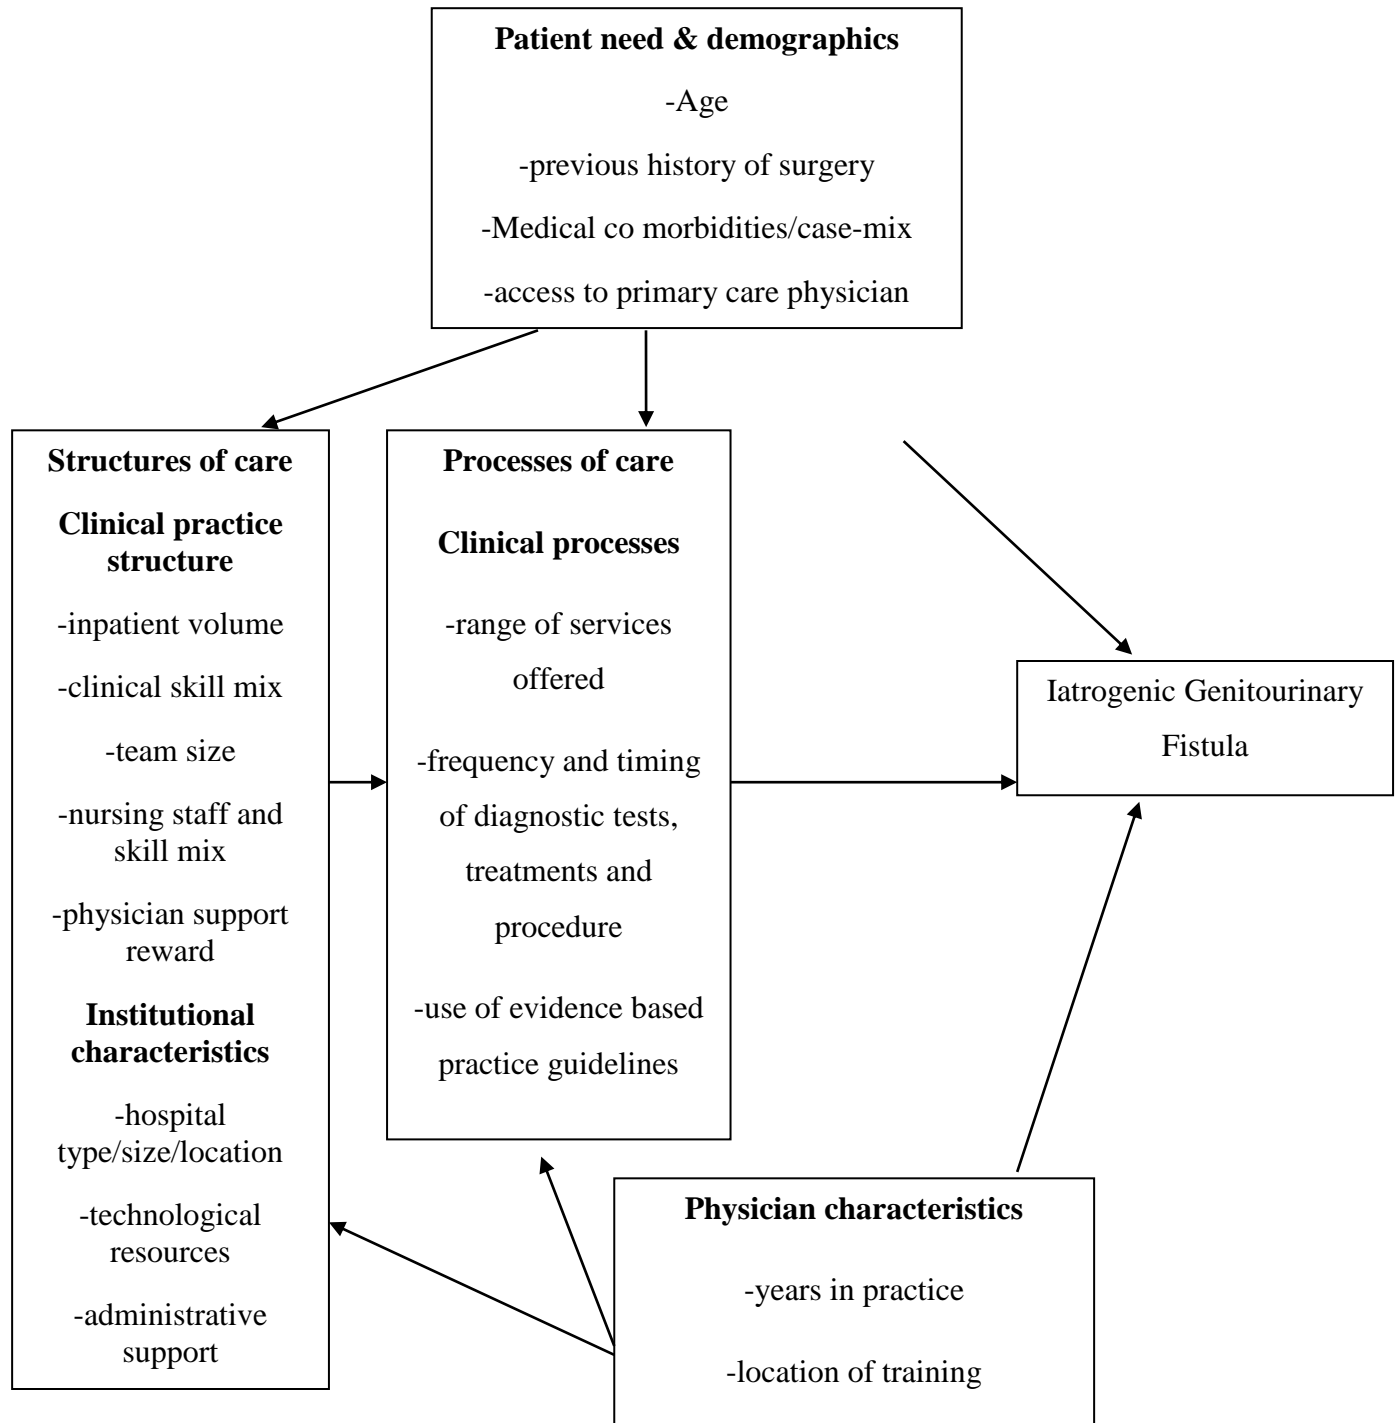 Patient need & demographics
-Age
-previous history of surgery
-Medical co morbidities/case-mix
-access to primary care physician
Structures of care
Clinical practice
structure
-inpatient volume
-clinical skill mix
-team size
-nursing staff and
skill mix
-physician support
reward
Institutional
characteristics
-hospital
type/size/location
-technological
resources
-administrative
support
Processes of care
Clinical processes
-range of services
offered
-frequency and timing
of diagnostic tests,
treatments and
procedure
-use of evidence based
practice guidelines
Iatrogenic Genitourinary
Fistula
Physician characteristics
-years in practice
-location of training